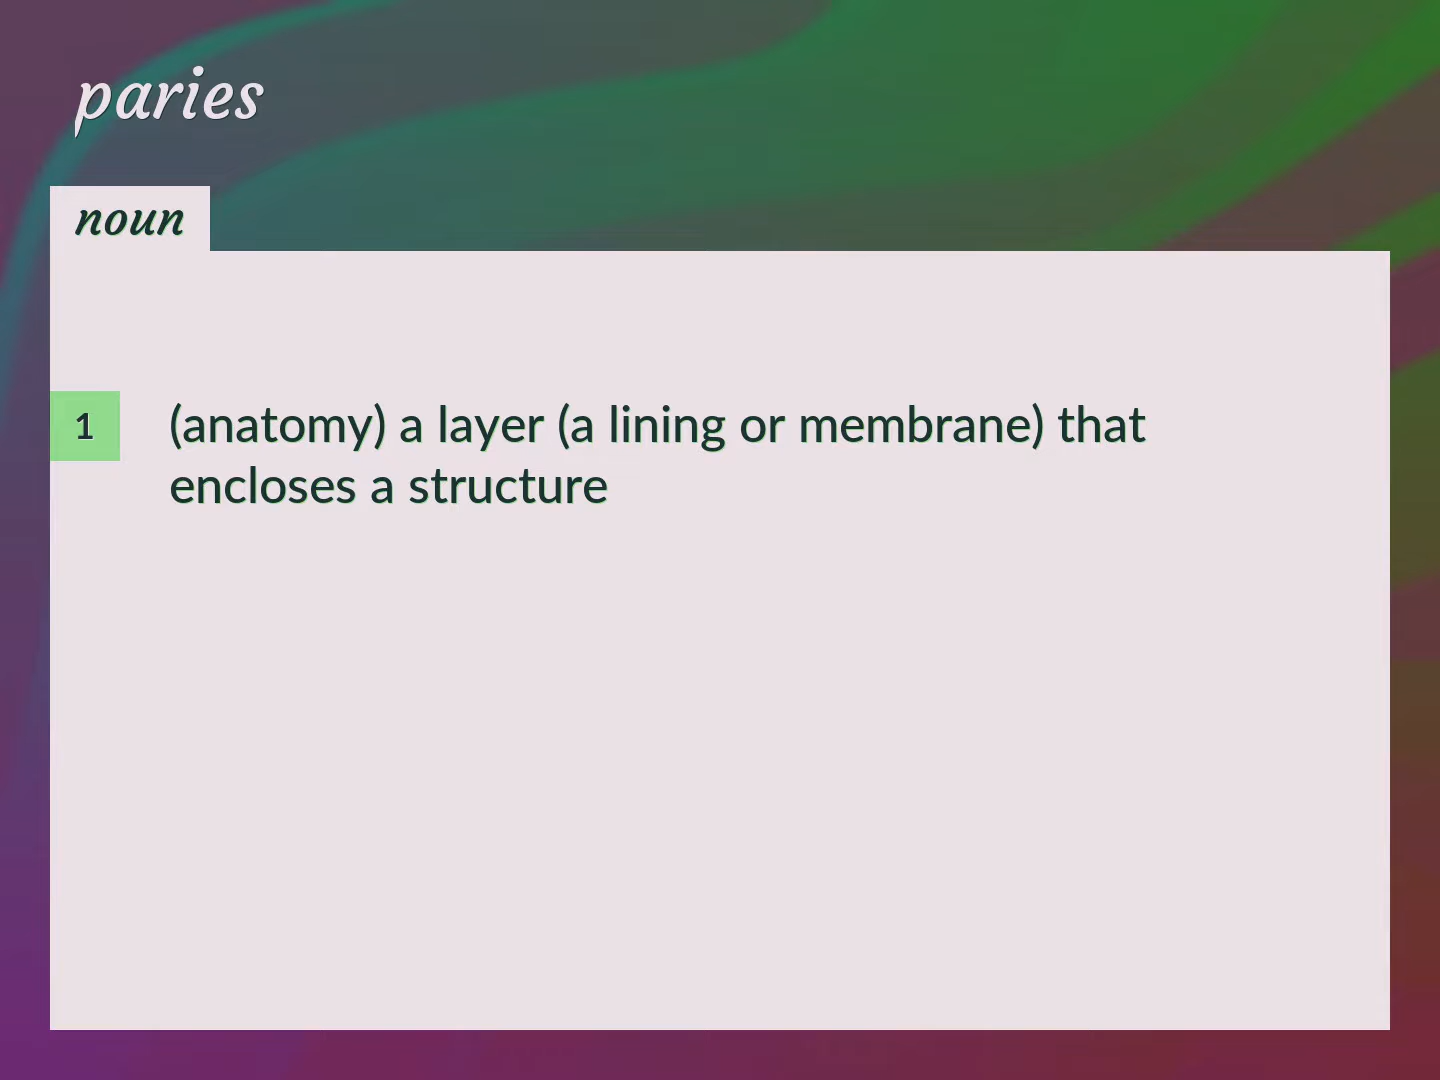 paries
noun
1
(anatomy) a layer (a lining or membrane) that
encloses a structure